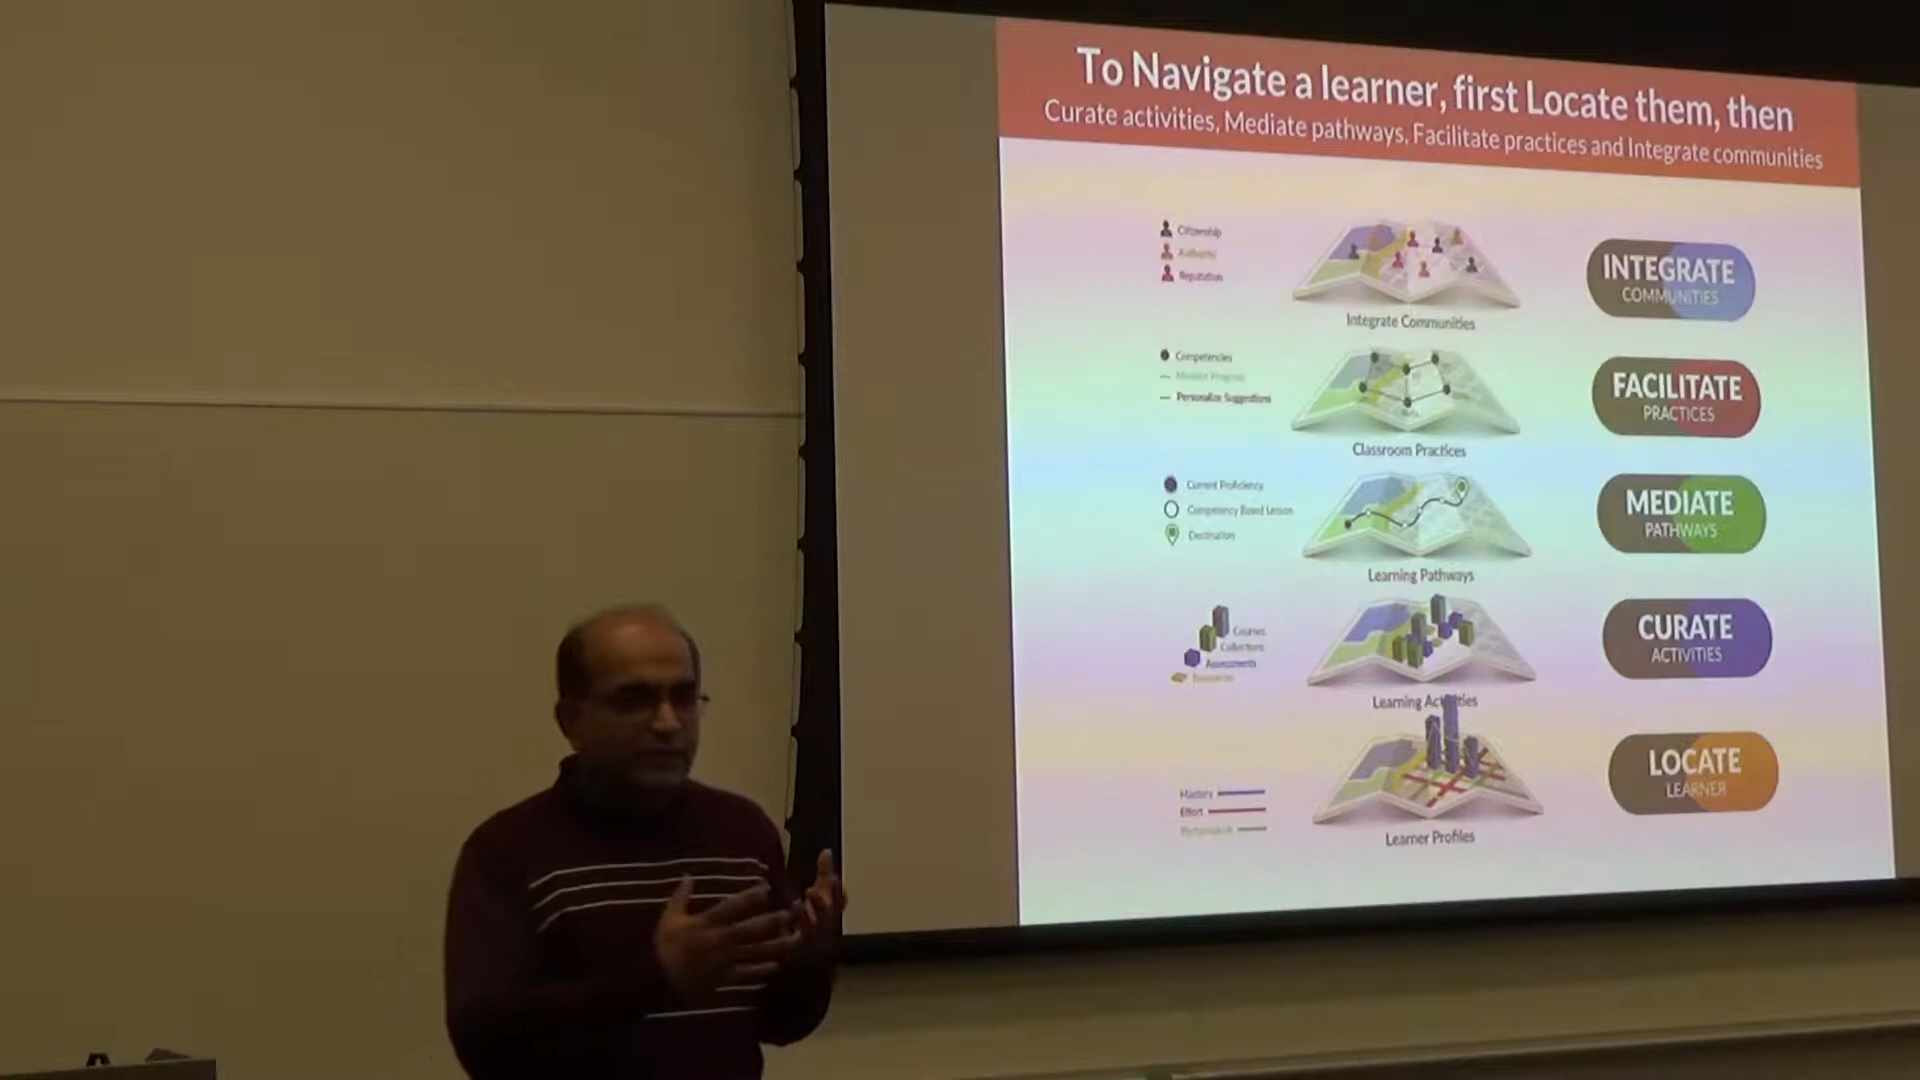 To Navigate a learner, first Locate them, then
Curate activities, Mediate pathways, Facilitate practices and Integrate communities
Citizenship
Authority
Reputation
Integrate Communities
INTEGRATE
COMMUNITIES
Competencies
Personalize Suggestions
Classroom Practices
FACILITATE
PRACTICES
Current Proficiency
Competency Based Lesson
Destination
Learning Pathways
MEDIATE
PATHWAYS
Courses
Collections
Assessments
Resources
Learning Activities
CURATE
ACTIVITIES
Mastery
Effort
Learner Profiles
LOCATE
LEARNER